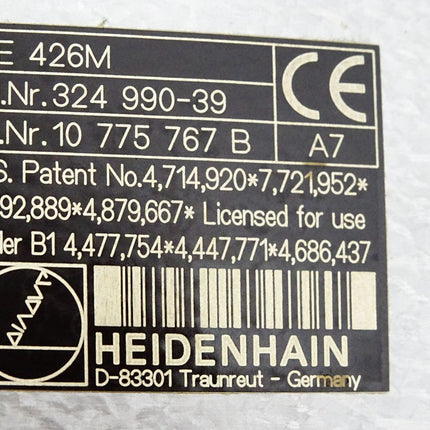 E 426M
.Nr.324 990-39
.Nr.10 775 767 B
A7
S. Patent No.4,714,920*7,721,952*
92,889*4,879,667* Licensed for use
der B1 4,477,754*4,447,771*4,686,437
CE
HEIDENHAIN
D-83301 Traunreut - Germany